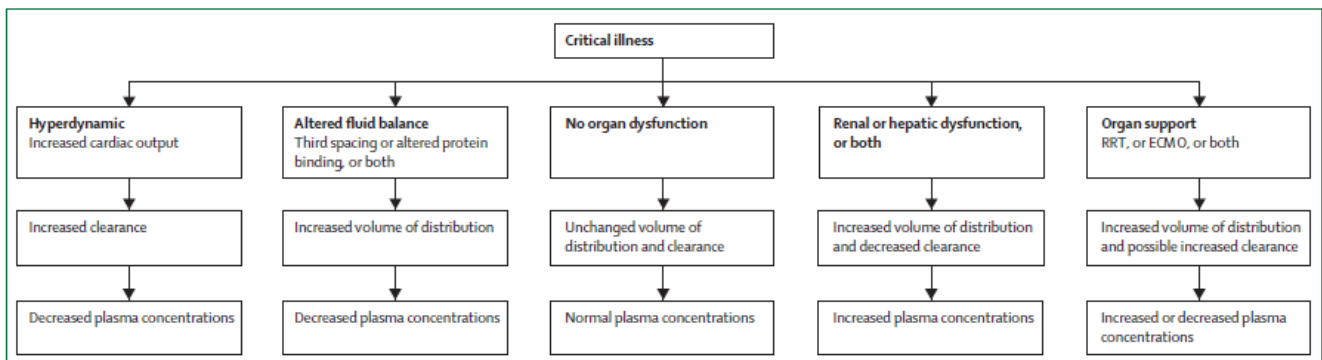 Critical illness
Hyperdynamic
Increased cardiac output
Altered fluid balance
Third spacing or altered protein
binding, or both
No organ dysfunction
Renal or hepatic dysfunction,
or both
Organ support
RRT, or ECMO, or both
Increased clearance
Increased volume of distribution
Unchanged volume of
distribution and clearance
Increased volume of distribution
and decreased clearance
Increased volume of distribution
and possible increased clearance
Decreased plasma concentrations
Decreased plasma concentrations
Normal plasma concentrations
Increased plasma concentrations
Increased or decreased plasma
concentrations